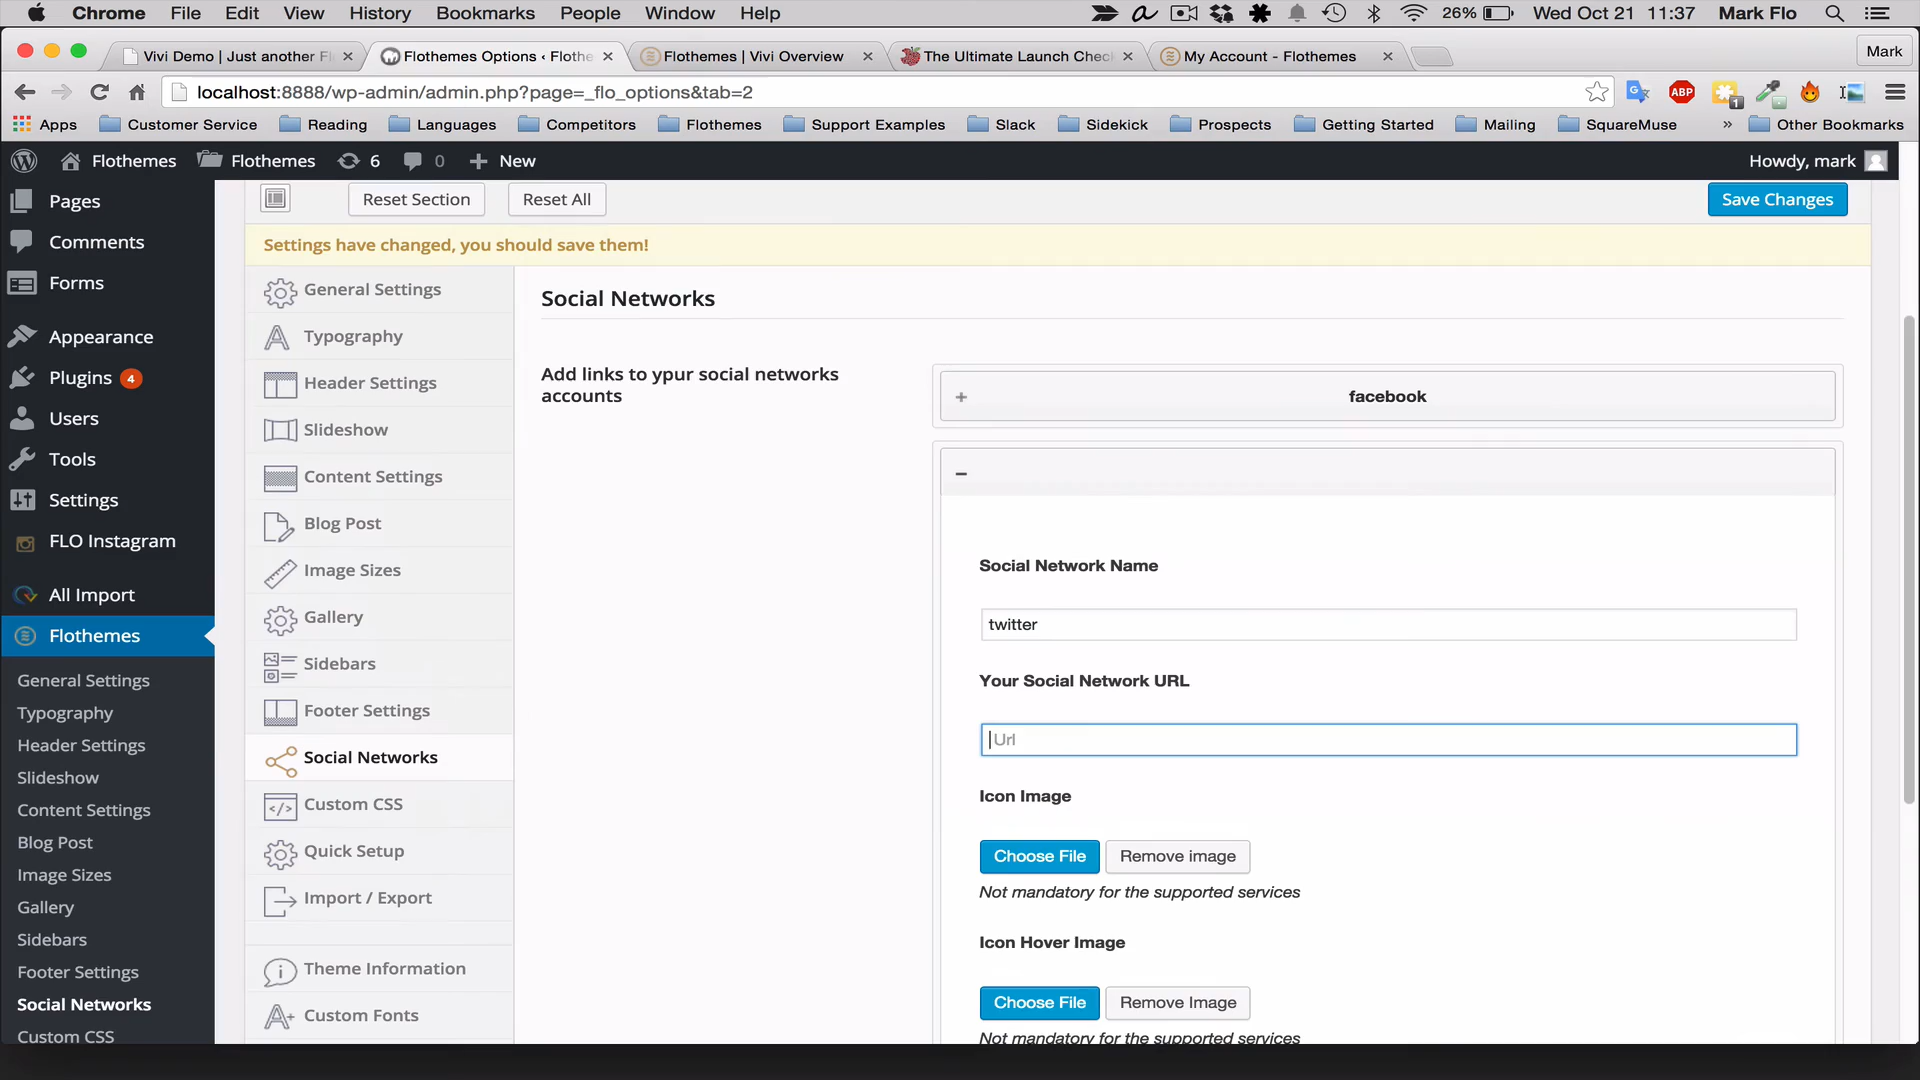 Chrome File Edit View History Bookmarks People Window Help 26% Wed Oct 21 11:37 Mark Flo
Vivi Demo | Just another Fl Flothemes Options ‹ Flothe Flothemes | Vivi Overview The Ultimate Launch Chec My Account - Flothemes Mark
localhost:8888/wp-admin/admin.php?page=_flo_options&tab=2 ABP 1
Apps Customer Service Reading Languages Competitors Flothemes Support Examples Slack Sidekick Prospects Getting Started Mailing SquareMuse » Other Bookmarks
Flothemes Flothemes 6 0 New Howdy, mark
Pages
Comments
Forms
Appearance
Plugins 4
Users
Tools
Settings
FLO Instagram
All Import
Flothemes
General Settings
Typography
Header Settings
Slideshow
Content Settings
Blog Post
Image Sizes
Gallery
Sidebars
Footer Settings
Social Networks
Custom CSS
Reset Section Reset All Save Changes
Settings have changed, you should save them!
General Settings
Typography
Header Settings
Slideshow
Content Settings
Blog Post
Image Sizes
Gallery
Sidebars
Footer Settings
Social Networks
Custom CSS
Quick Setup
Import / Export
Theme Information
Custom Fonts
Social Networks
Add links to ypur social networks
accounts
+ facebook
–
Social Network Name
twitter
Your Social Network URL
Url
Icon Image
Choose File Remove image
Not mandatory for the supported services
Icon Hover Image
Choose File Remove Image
Not mandatory for the supported services